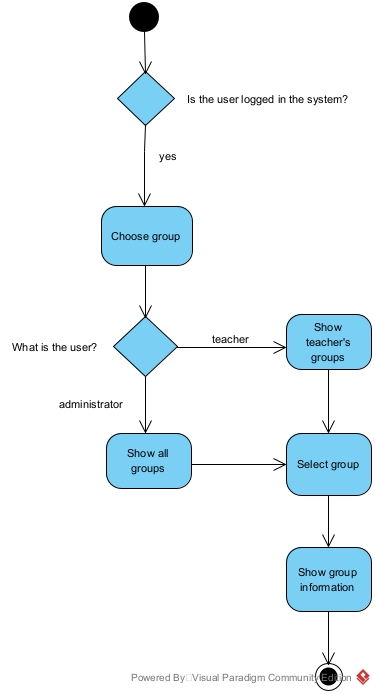 Is the user logged in the system?
yes
Choose group
What is the user?
teacher
Show
teacher's
groups
administrator
Show all
groups
Select group
Show group
information
Powered By Visual Paradigm Community Edition